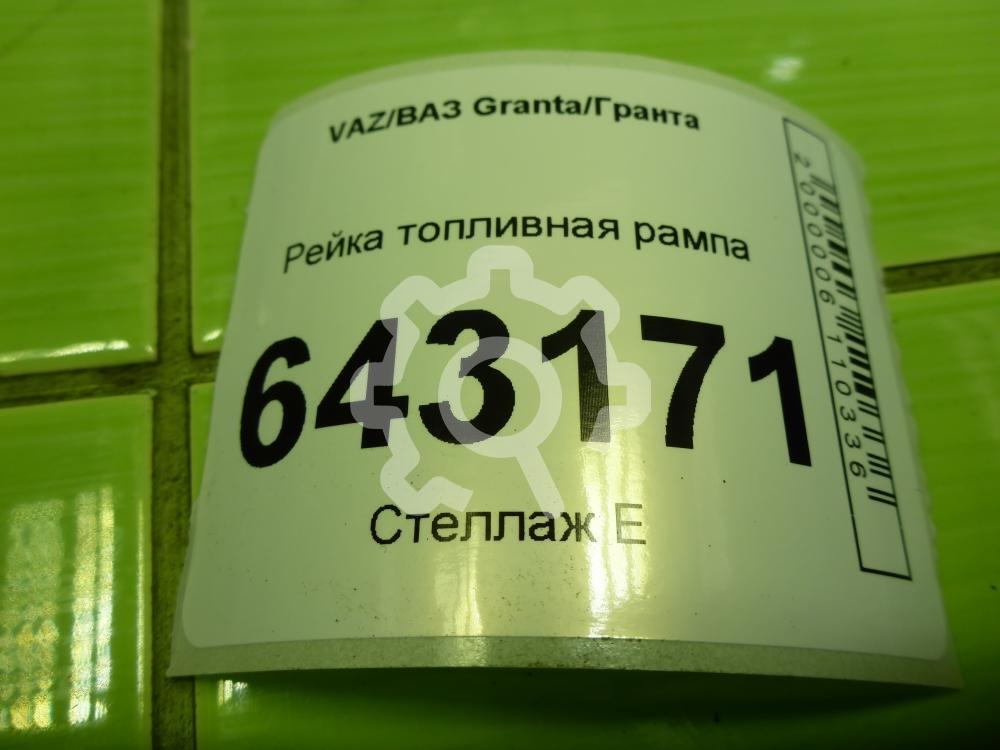 VAZ/ВАЗ Granta/Гранта
Рейка топливная рампа
643171
Стеллаж Е
2000006110336